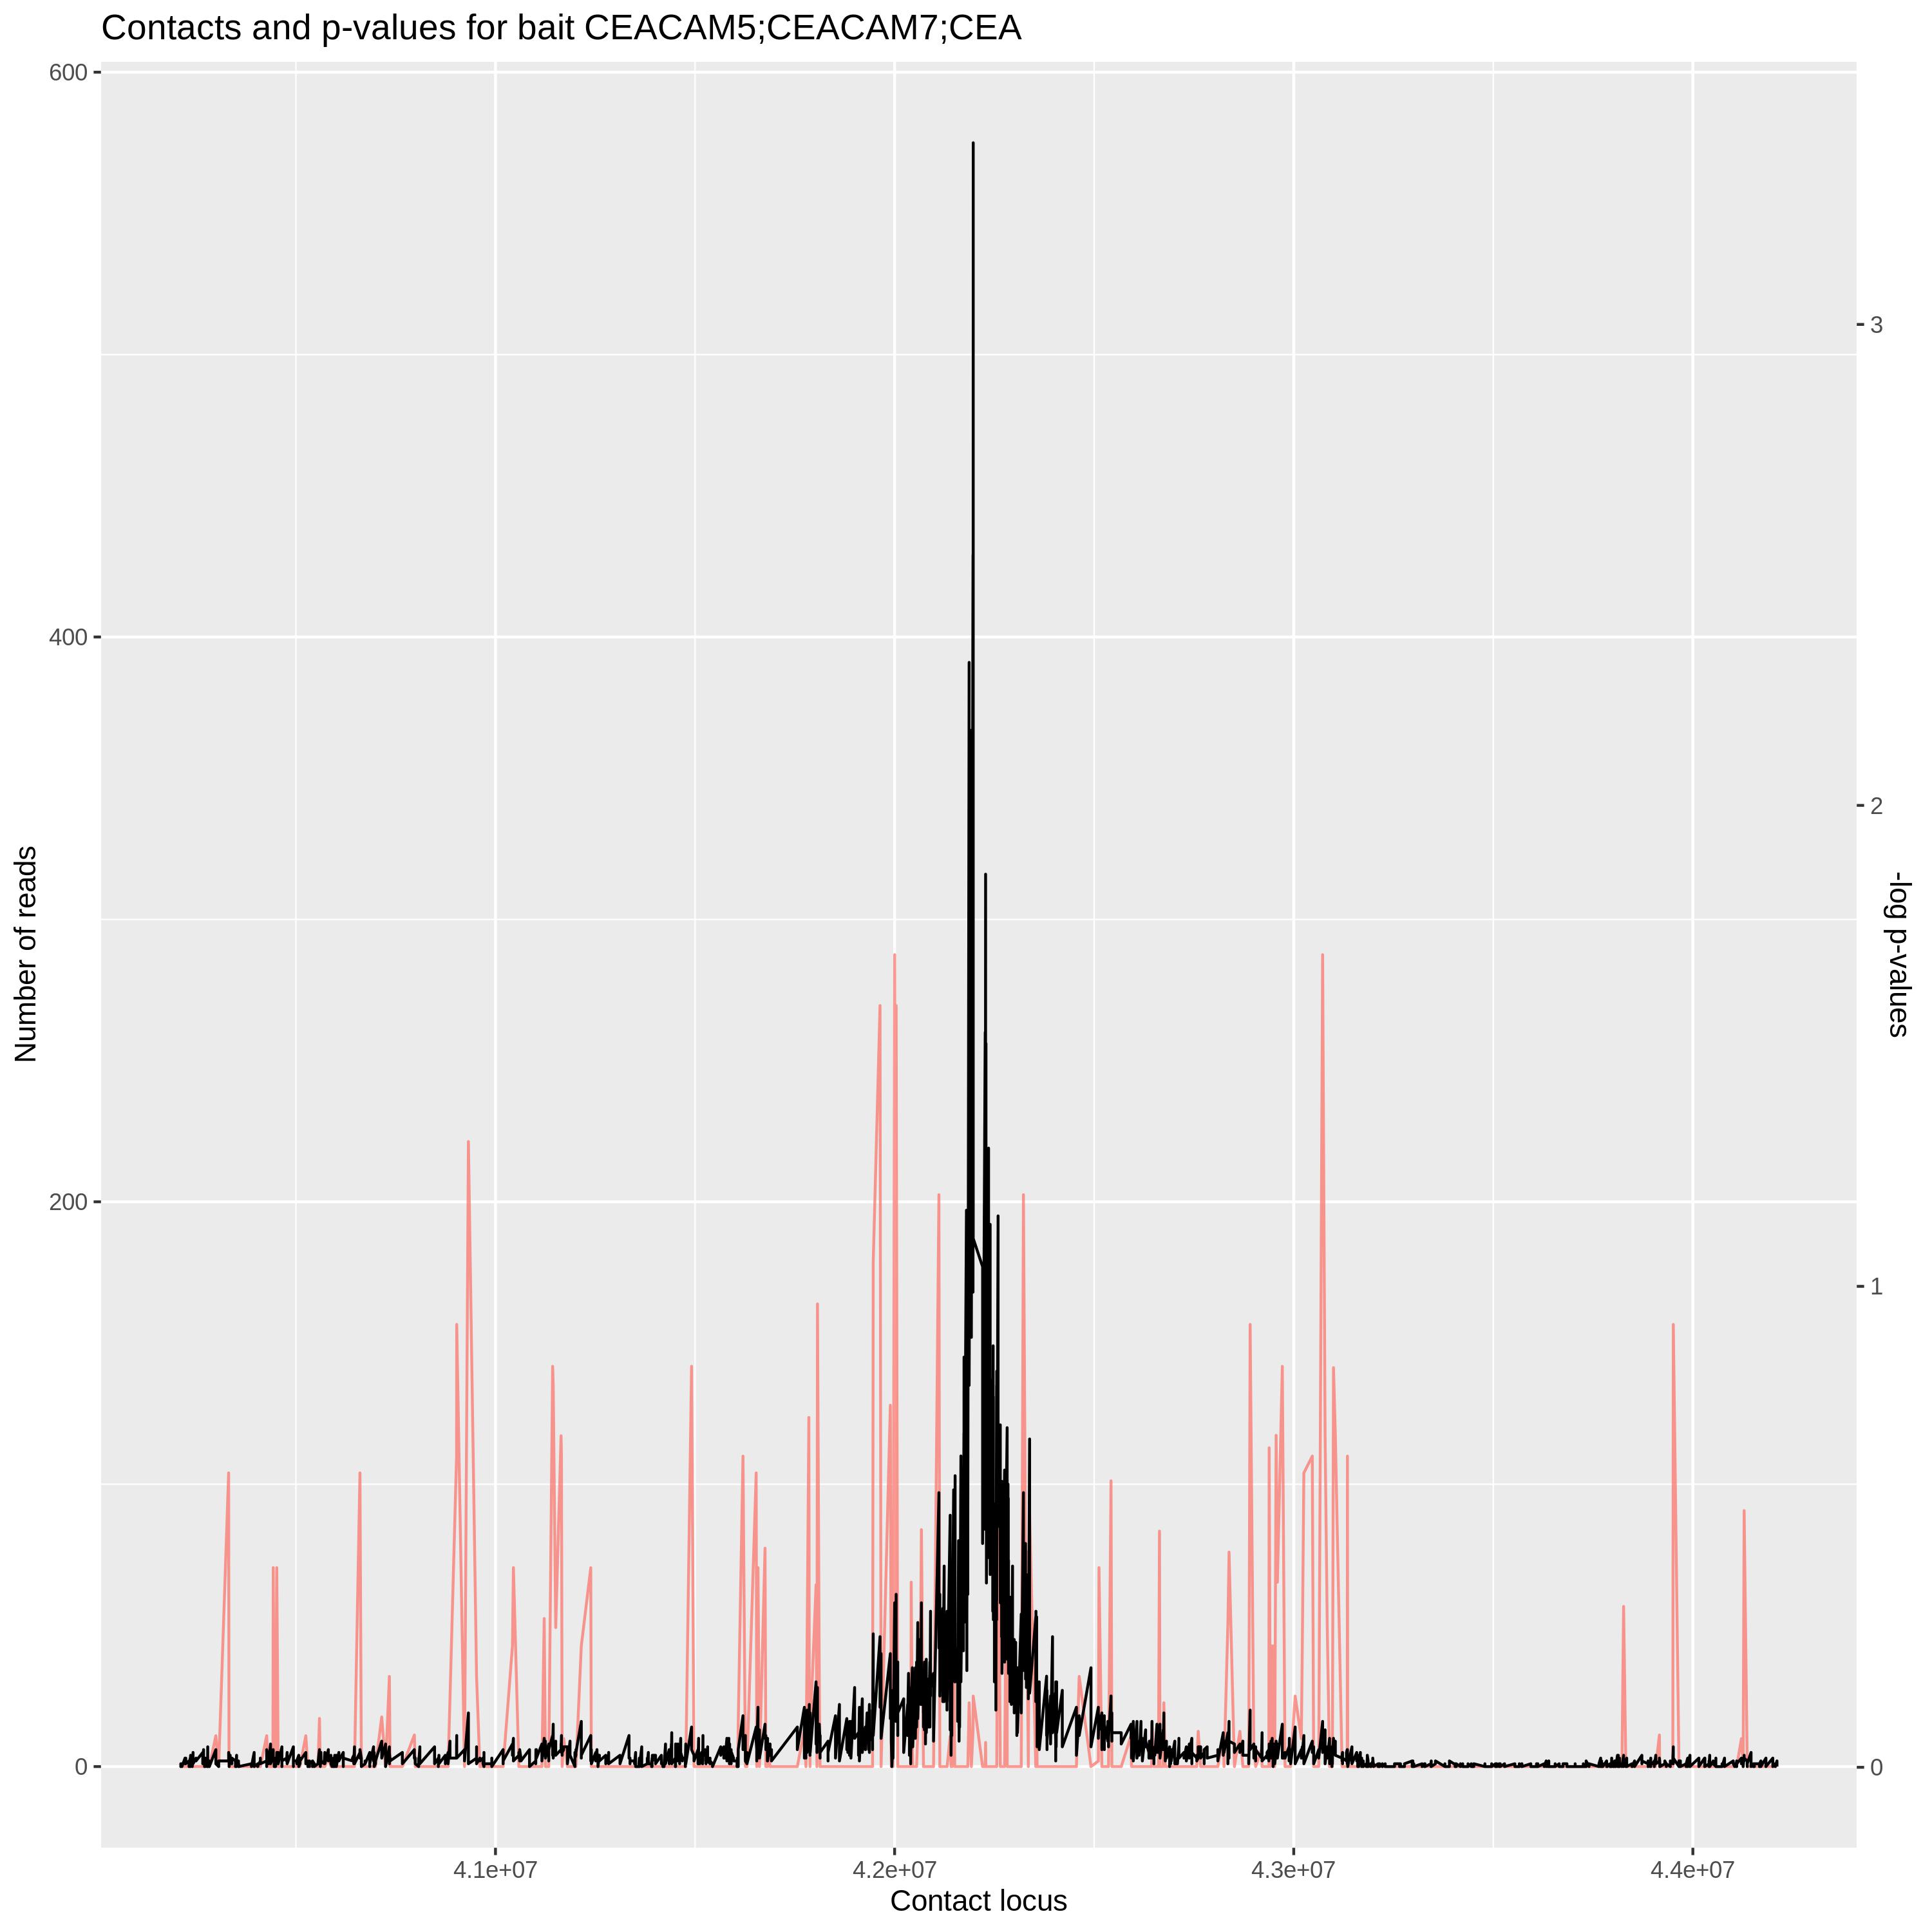 Contacts and p-values for bait CEACAM5;CEACAM7;CEA
600
400
200
0
Number of reads
3
2
1
0
-log p-values
4.1e+07
4.2e+07
4.3e+07
4.4e+07
Contact locus